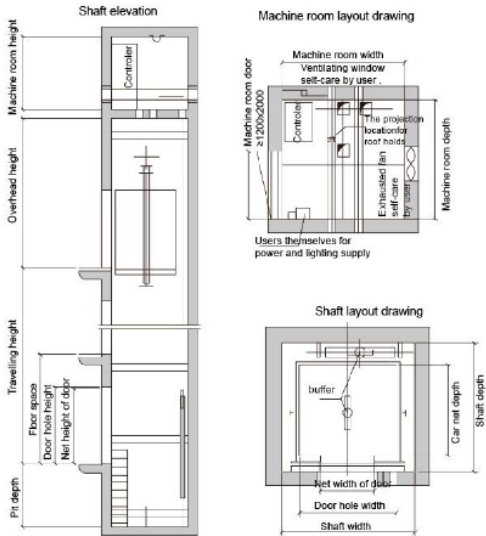 Shaft elevation
Machine room height
Controler
Overhead height
Travelling height
Floor space
Door hole height
Net height of door
Pit depth
Machine room layout drawing
Machine room width
Ventilating window
self-care by user .
Machine room door
≥1200x2000
Controler
The projection
locationfor
roof holds
Exhausted fan
self-care
by user
Machine room depth
Users themselves for
power and lighting supply
Shaft layout drawing
buffer
Car net depth
Shaft depth
Net width of door
Door hole width
Shaft width